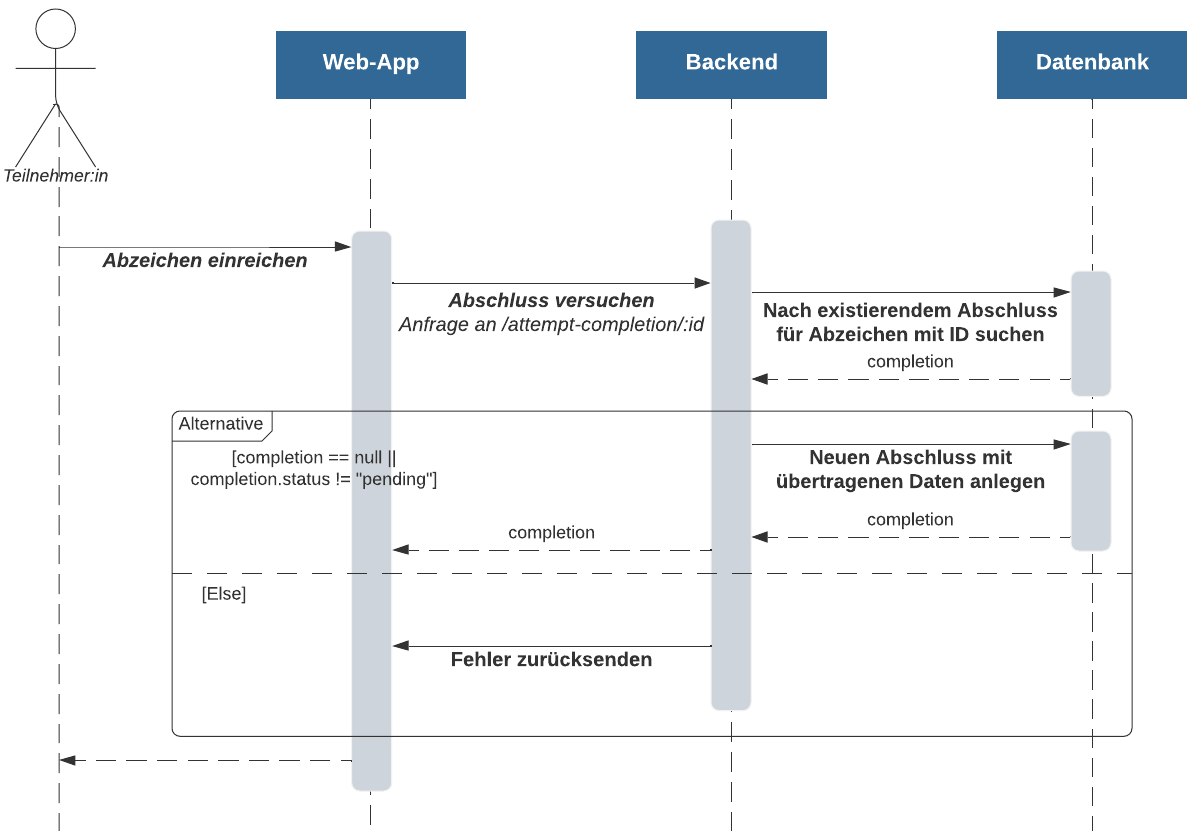 Web-App
Backend
Datenbank
Teilnehmer:in
Abzeichen einreichen
Abschluss versuchen
Anfrage an /attempt-completion/:id
Nach existierendem Abschluss
für Abzeichen mit ID suchen
completion
Alternative
[completion == null ||
completion.status != "pending"]
Neuen Abschluss mit
übertragenen Daten anlegen
completion
completion
[Else]
Fehler zurücksenden